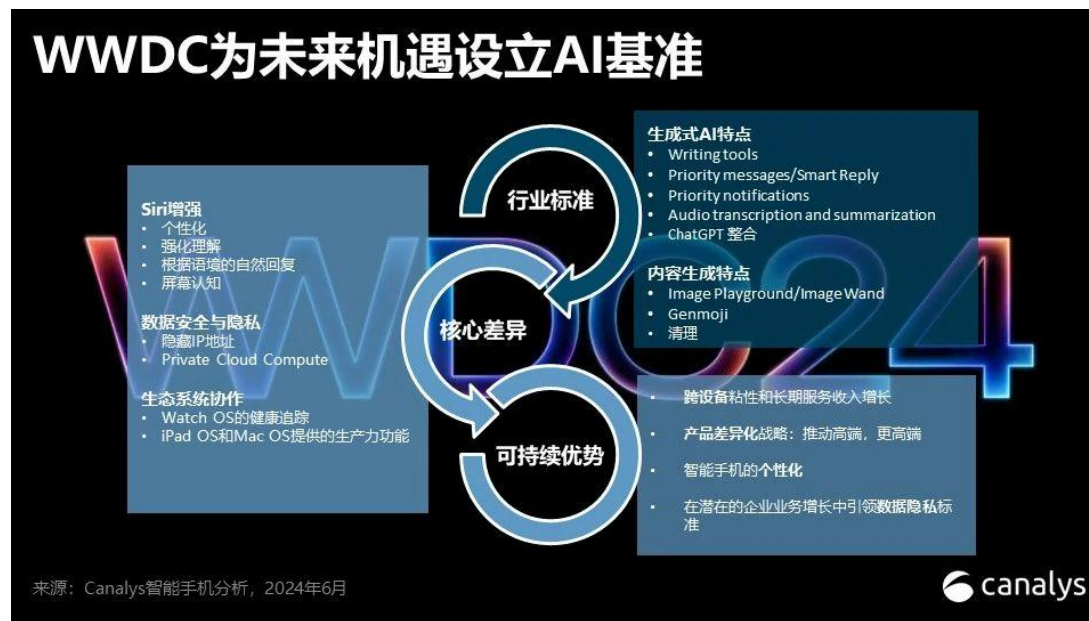 WWDC为未来机遇设立AI基准
WWDC24
Siri增强
• 个性化
• 强化理解
• 根据语境的自然回复
• 屏幕认知
数据安全与隐私
• 隐藏IP地址
• Private Cloud Compute
生态系统协作
• Watch OS的健康追踪
• iPad OS和Mac OS提供的生产力功能
行业标准
核心差异
可持续优势
生成式AI特点
• Writing tools
• Priority messages/Smart Reply
• Priority notifications
• Audio transcription and summarization
• ChatGPT 整合
内容生成特点
• Image Playground/Image Wand
• Genmoji
• 清理
• 跨设备粘性和长期服务收入增长
• 产品差异化战略：推动高端，更高端
• 智能手机的个性化
• 在潜在的企业业务增长中引领数据隐私标
准
来源：Canalys智能手机分析，2024年6月
canalys